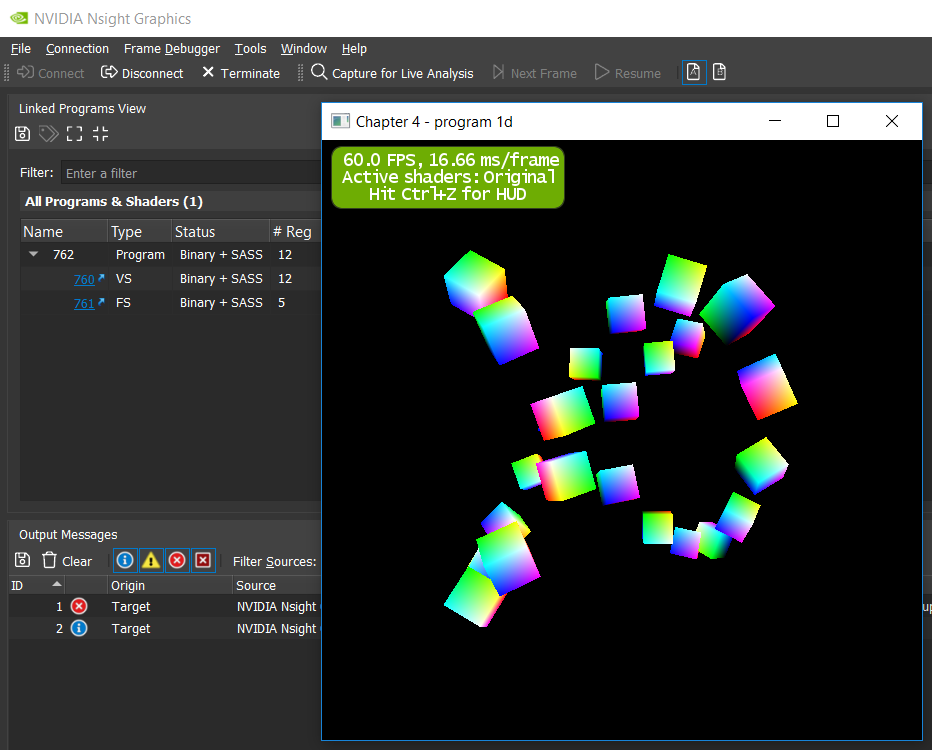 NVIDIA Nsight Graphics
File Connection Frame Debugger Tools Window Help
Connect Disconnect Terminate Capture for Live Analysis Next Frame Resume
Linked Programs View
Filter: Enter a filter
All Programs & Shaders (1)
Name Type Status # Reg
762 Program Binary + SASS 12
760 VS Binary + SASS 12
761 FS Binary + SASS 5
Output Messages
Clear Filter Sources:
ID Origin Source
1 Target NVIDIA Nsight
2 Target NVIDIA Nsight
Chapter 4 - program 1d
60.0 FPS, 16.66 ms/frame
Active shaders: Original
Hit Ctrl+Z for HUD